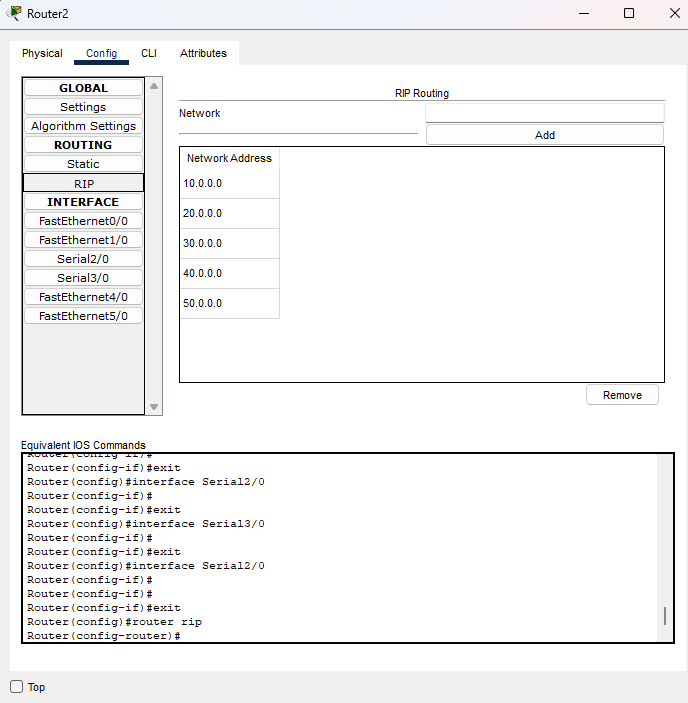 Router2
Physical Config CLI Attributes
GLOBAL
Settings
Algorithm Settings
ROUTING
Static
RIP
INTERFACE
FastEthernet0/0
FastEthernet1/0
Serial2/0
Serial3/0
FastEthernet4/0
FastEthernet5/0
RIP Routing
Network
Add
Network Address
10.0.0.0
20.0.0.0
30.0.0.0
40.0.0.0
50.0.0.0
Remove
Equivalent IOS Commands
Router(config-if)#
Router(config-if)#exit
Router(config)#interface Serial2/0
Router(config-if)#
Router(config-if)#exit
Router(config)#interface Serial3/0
Router(config-if)#
Router(config-if)#exit
Router(config)#interface Serial2/0
Router(config-if)#
Router(config-if)#
Router(config-if)#exit
Router(config)#router rip
Router(config-router)#
Top